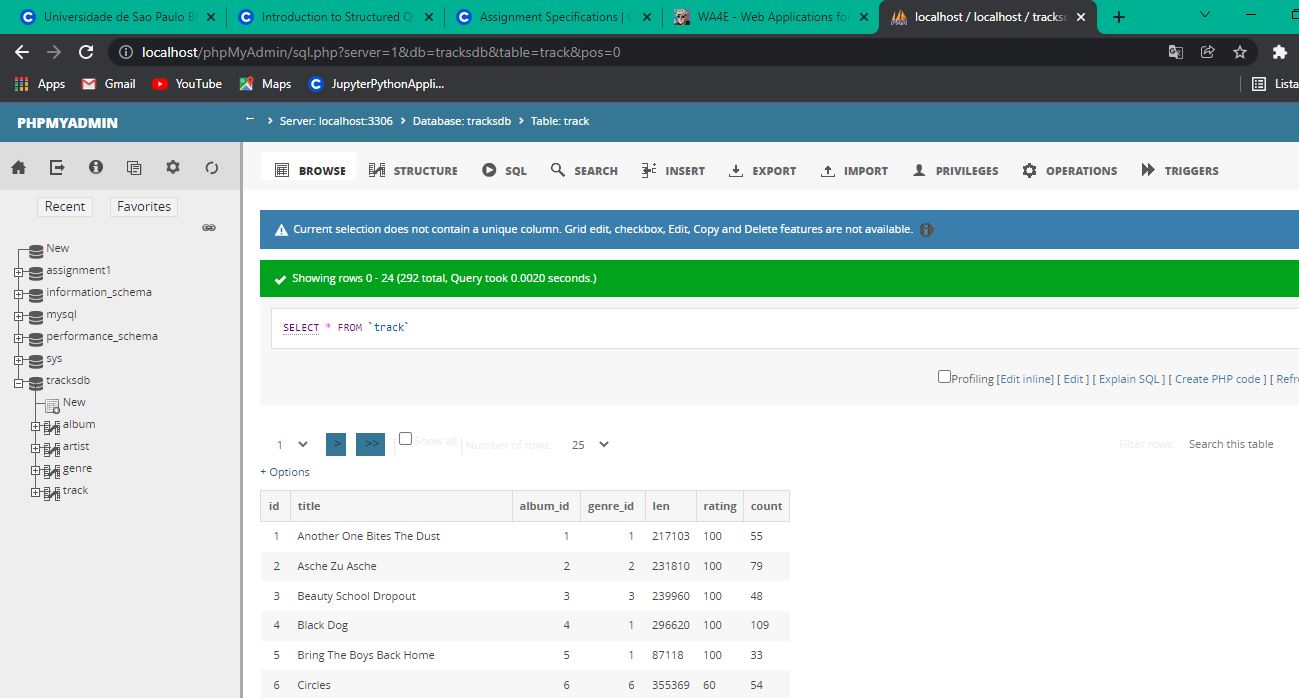 Universidade de Sao Paulo B
Introduction to Structured Q
Assignment Specifications | C
WA4E - Web Applications for
localhost / localhost / tracksd
localhost/phpMyAdmin/sql.php?server=1&db=tracksdb&table=track&pos=0
Apps Gmail YouTube Maps JupyterPythonAppli... Lista
PHPMYADMIN
Server: localhost:3306 Database: tracksdb Table: track
BROWSE STRUCTURE SQL SEARCH INSERT EXPORT IMPORT PRIVILEGES OPERATIONS TRIGGERS
Recent Favorites
New
assignment1
information_schema
mysql
performance_schema
sys
tracksdb
New
album
artist
genre
track
Current selection does not contain a unique column. Grid edit, checkbox, Edit, Copy and Delete features are not available.
Showing rows 0 - 24 (292 total, Query took 0.0020 seconds.)
SELECT * FROM `track`
Profiling [Edit inline] [ Edit ] [ Explain SQL ] [ Create PHP code ] [ Refre
1 > >> Show all Number of rows: 25 Filter rows: Search this table
+ Options
id title album_id genre_id len rating count
1 Another One Bites The Dust 1 1 217103 100 55
2 Asche Zu Asche 2 2 231810 100 79
3 Beauty School Dropout 3 3 239960 100 48
4 Black Dog 4 1 296620 100 109
5 Bring The Boys Back Home 5 1 87118 100 33
6 Circles 6 6 355369 60 54